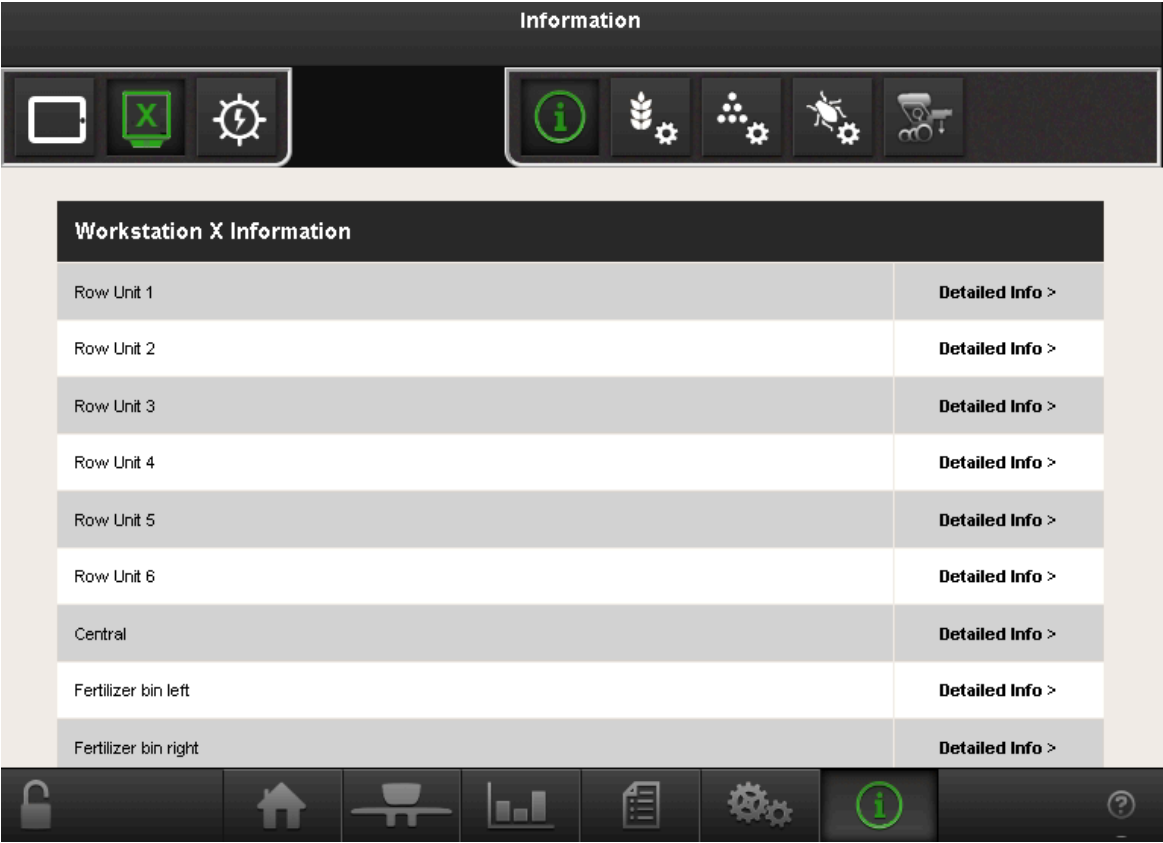 Information
X
i
Workstation X Information
Row Unit 1 Detailed Info >
Row Unit 2 Detailed Info >
Row Unit 3 Detailed Info >
Row Unit 4 Detailed Info >
Row Unit 5 Detailed Info >
Row Unit 6 Detailed Info >
Central Detailed Info >
Fertilizer bin left Detailed Info >
Fertilizer bin right Detailed Info >
i
?